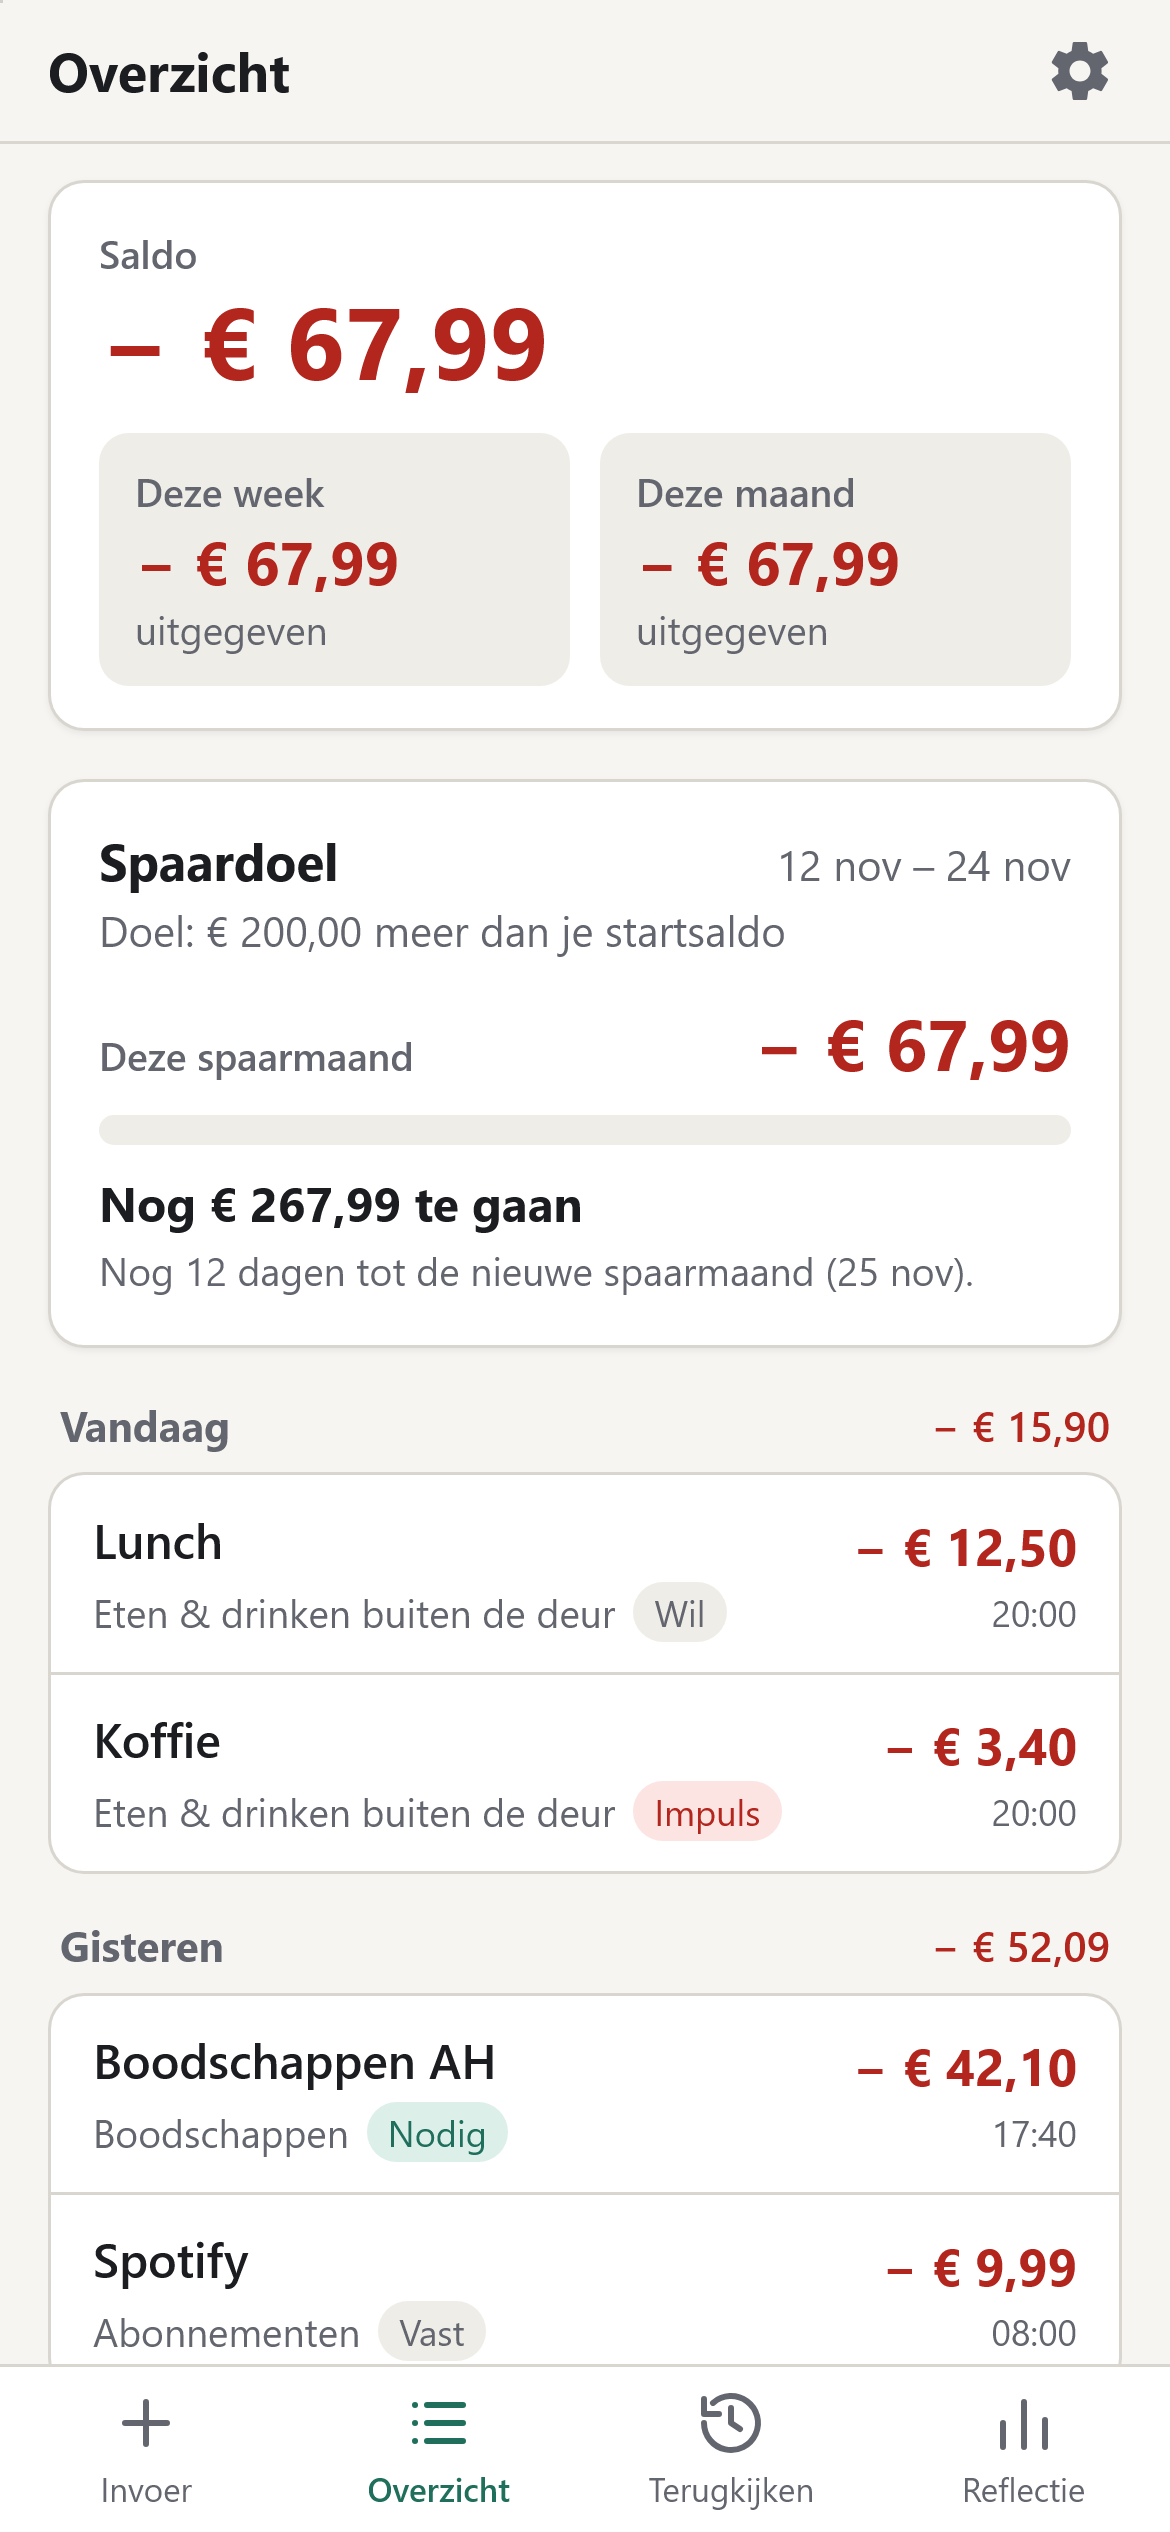 Overzicht
Saldo
– € 67,99
Deze week
– € 67,99
uitgegeven
Deze maand
– € 67,99
uitgegeven
Spaardoel
12 nov – 24 nov
Doel: € 200,00 meer dan je startsaldo
Deze spaarmaand
– € 67,99
Nog € 267,99 te gaan
Nog 12 dagen tot de nieuwe spaarmaand (25 nov).
Vandaag
– € 15,90
Lunch
– € 12,50
Eten & drinken buiten de deur Wil
20:00
Koffie
– € 3,40
Eten & drinken buiten de deur Impuls
20:00
Gisteren
– € 52,09
Boodschappen AH
– € 42,10
Boodschappen Nodig
17:40
Spotify
– € 9,99
Abonnementen Vast
08:00
Invoer
Overzicht
Terugkijken
Reflectie